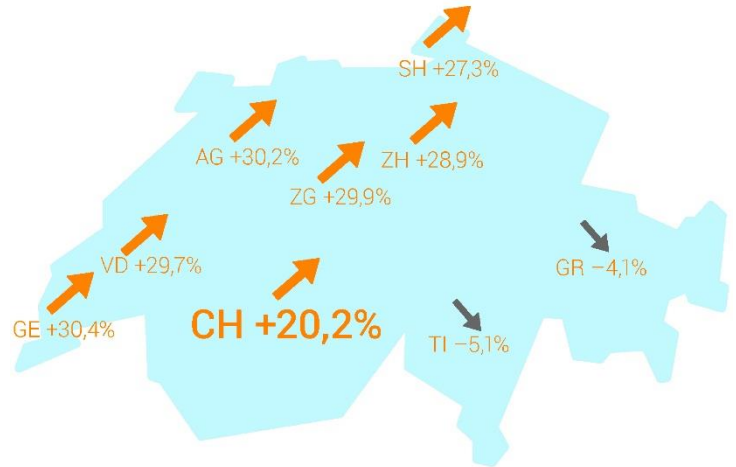 SH +27,3%
AG +30,2%
ZH +28,9%
ZG +29,9%
VD +29,7%
GR –4,1%
GE +30,4%
CH +20,2%
TI –5,1%